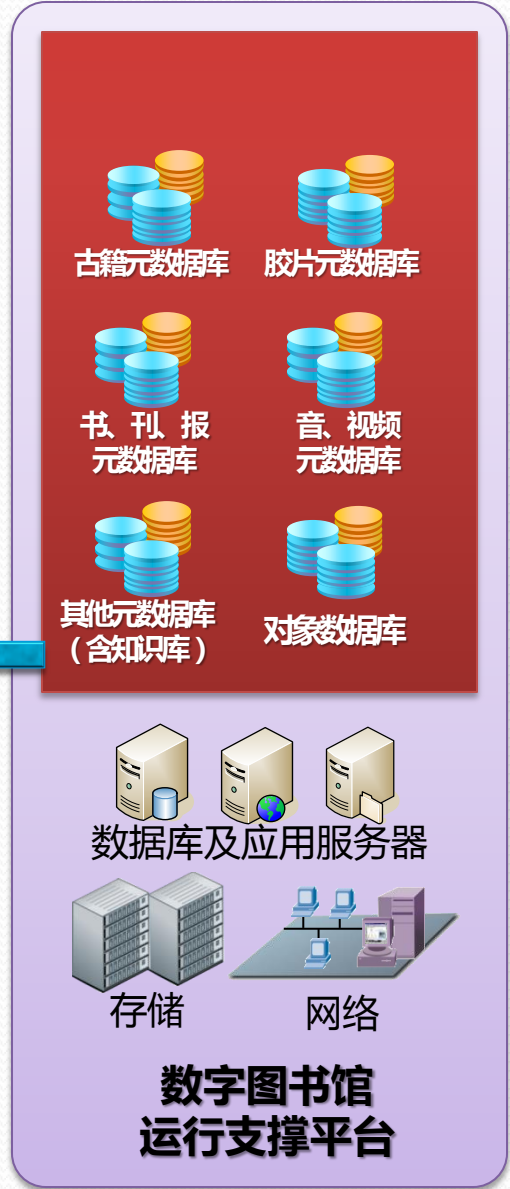 古籍元数据库
胶片元数据库
书、刊、报
元数据库
音、视频
元数据库
其他元数据库
（含知识库）
对象数据库
数据库及应用服务器
存储
网络
数字图书馆
运行支撑平台